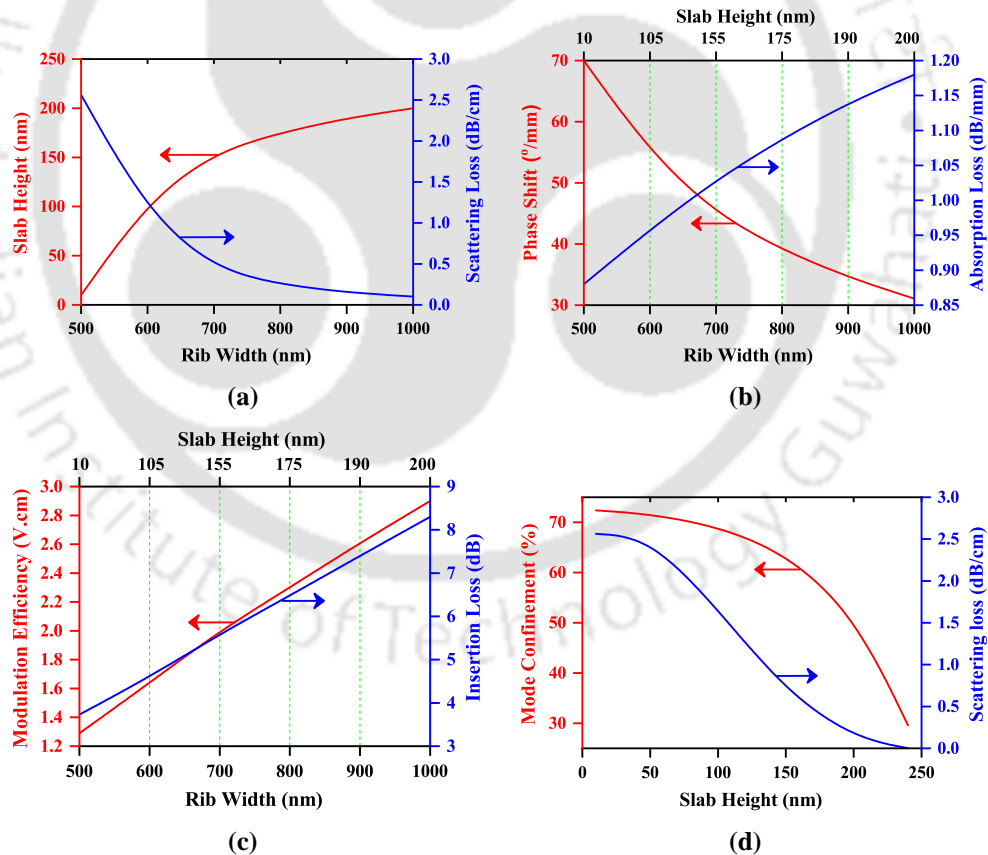 Slab Height (nm)
250
200
150
100
50
0
Slab Height (nm)
3.0
2.5
2.0
1.5
1.0
0.5
0.0
Scattering Loss (dB/cm)
500 600 700 800 900 1000
Rib Width (nm)
(a)
10 105 155 175 190 200
70
60
50
40
30
Phase Shift (°/mm)
1.20
1.15
1.10
1.05
1.00
0.95
0.90
0.85
Absorption Loss (dB/mm)
500 600 700 800 900 1000
Rib Width (nm)
(b)
Slab Height (nm)
10 105 155 175 190 200
3.0
2.8
2.6
2.4
2.2
2.0
1.8
1.6
1.4
1.2
Modulation Efficiency (V.cm)
9
8
7
6
5
4
3
Insertion Loss (dB)
500 600 700 800 900 1000
Rib Width (nm)
(c)
70
60
50
40
30
Mode Confinement (%)
3.0
2.5
2.0
1.5
1.0
0.5
0.0
Scattering loss (dB/cm)
0 50 100 150 200 250
Slab Height (nm)
(d)
Indian Institute of Technology Guwahati